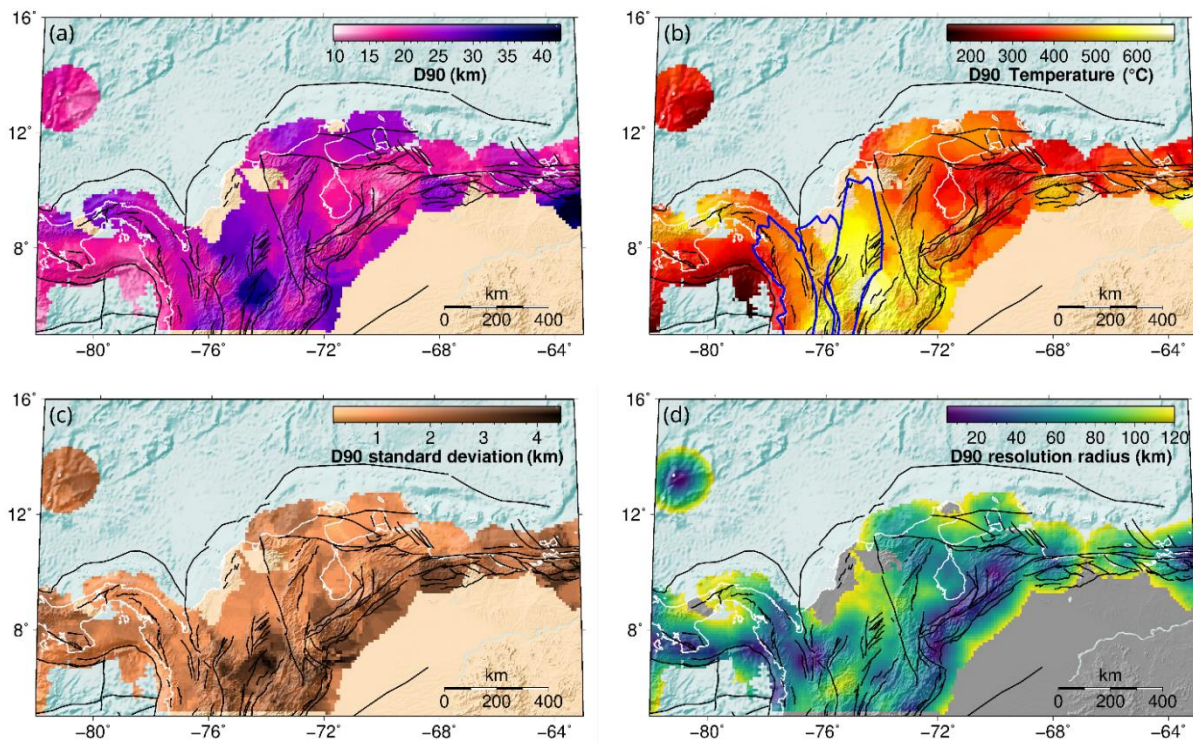 16°
(a)
10 15 20 25 30 35 40
D90 (km)
12°
8°
km
0 200 400
−80 −76 −72 −68 −64
(b)
200 300 400 500 600
D90 Temperature (°C)
16°
12°
8°
km
0 200 400
−80 −76 −72 −68 −64
16°
(c)
1 2 3 4
D90 standard deviation (km)
12°
8°
km
0 200 400
−80 −76 −72 −68 −64
(d)
20 40 60 80 100 120
D90 resolution radius (km)
16°
12°
8°
km
0 200 400
−80 −76 −72 −68 −64